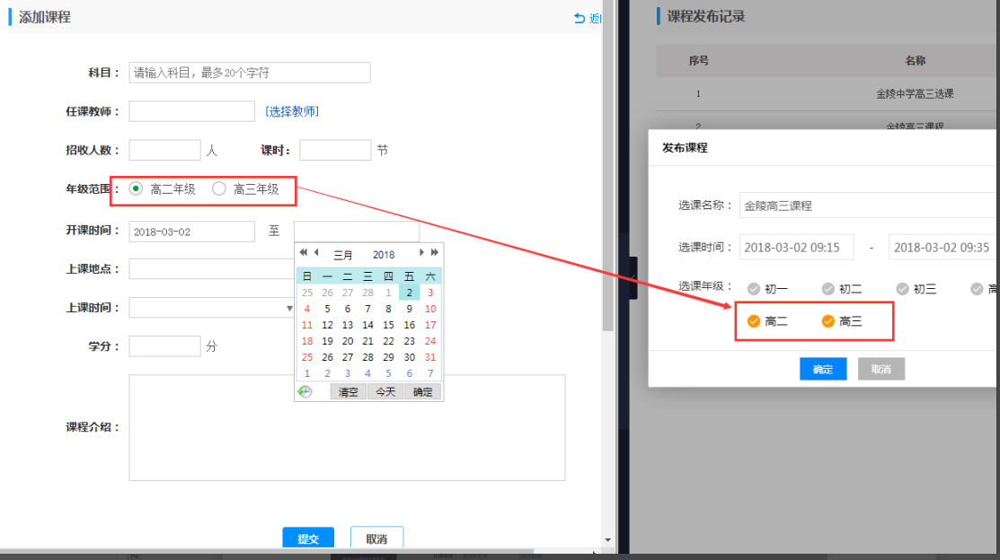 添加课程
科目：
请输入科目，最多20个字符
任课教师：
[选择教师]
招收人数：
人
课时：
节
年级范围：
高二年级
高三年级
开课时间：
2018-03-02
至
三月
2018
日 一 二 三 四 五 六
25 26 27 28 1 2 3
4 5 6 7 8 9 10
11 12 13 14 15 16 17
18 19 20 21 22 23 24
25 26 27 28 29 30 31
1 2 3 4 5 6 7
清空
今天
确定
上课地点：
上课时间：
学分：
分
课程介绍：
提交
取消
课程发布记录
序号
名称
1
金陵中学高三选课
2
金陵高三课程
发布课程
选课名称：
金陵高三课程
选课时间：
2018-03-02 09:15
-
2018-03-02 09:35
选课年级：
初一
初二
初三
高二
高三
确定
取消